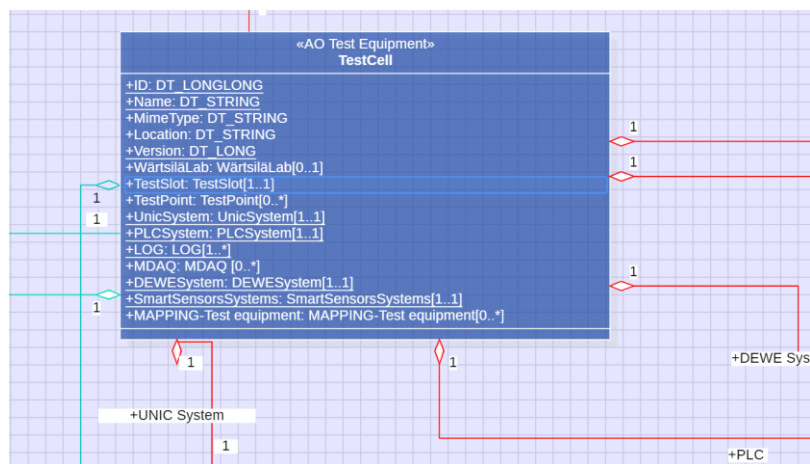 «AO Test Equipment»
TestCell
+ID: DT_LONGLONG
+Name: DT_STRING
+MimeType: DT_STRING
+Location: DT_STRING
+Version: DT_LONG
+WärtsiläLab: WärtsiläLab[0..1]
+TestSlot: TestSlot[1..1]
+TestPoint: TestPoint[0..*]
+UnicSystem: UnicSystem[1..1]
+PLCSystem: PLCSystem[1..1]
+LOG: LOG[1..*]
+MDAQ: MDAQ [0..*]
+DEWESystem: DEWESystem[1..1]
+SmartSensorsSystems: SmartSensorsSystems[1..1]
+MAPPING-Test equipment: MAPPING-Test equipment[0..*]
1
1
1
1
1
1
1
1
+DEWE Sys
+UNIC System
1
+PLC